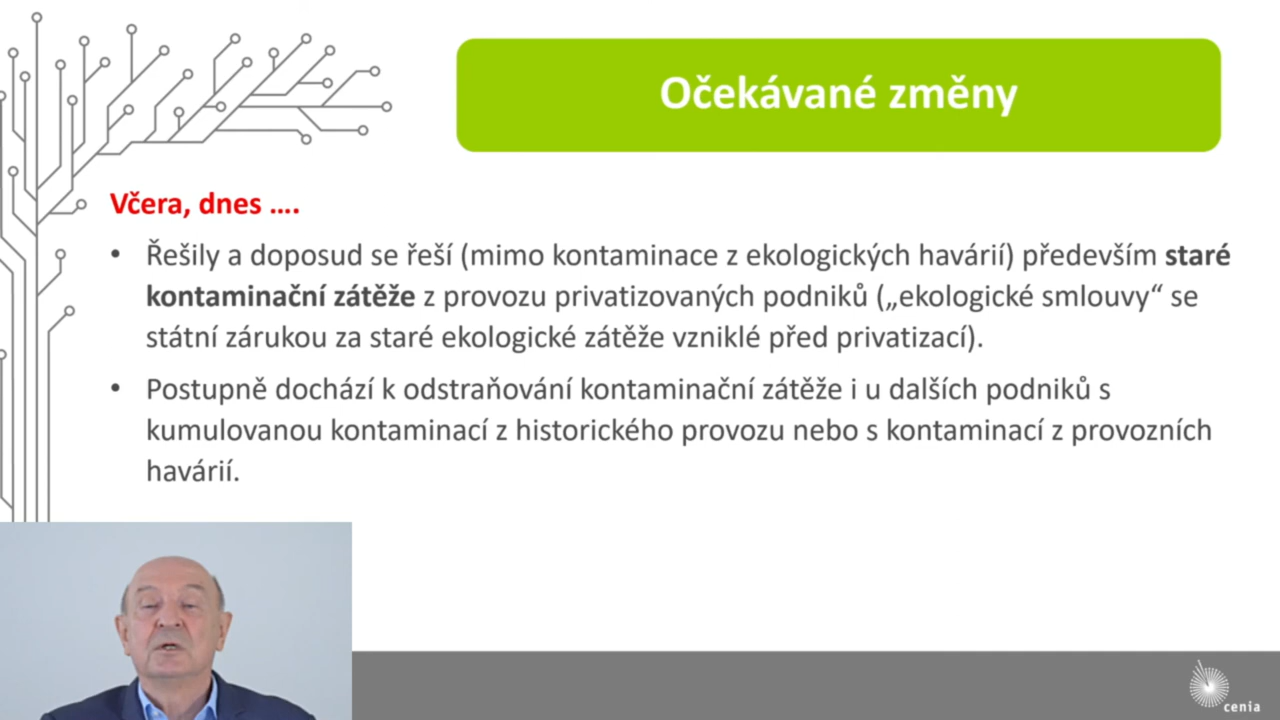 Očekávané změny
Včera, dnes ….
• Řešily a doposud se řeší (mimo kontaminace z ekologických havárií) především staré
kontaminační zátěže z provozu privatizovaných podniků („ekologické smlouvy“ se
státní zárukou za staré ekologické zátěže vzniklé před privatizací).
• Postupně dochází k odstraňování kontaminační zátěže i u dalších podniků s
kumulovanou kontaminací z historického provozu nebo s kontaminací z provozních
havárií.
cenia